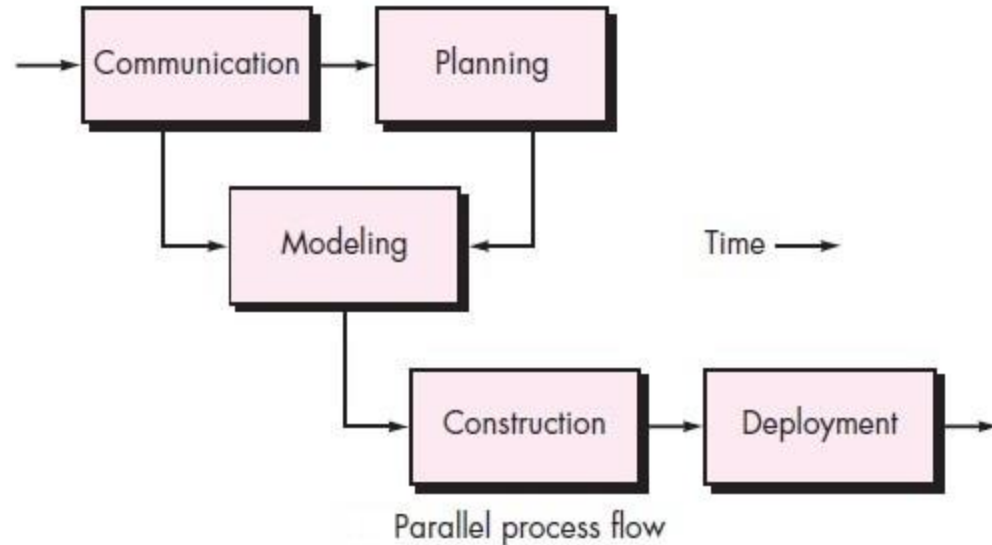 Communication
Planning
Modeling
Time
Construction
Deployment
Parallel process flow